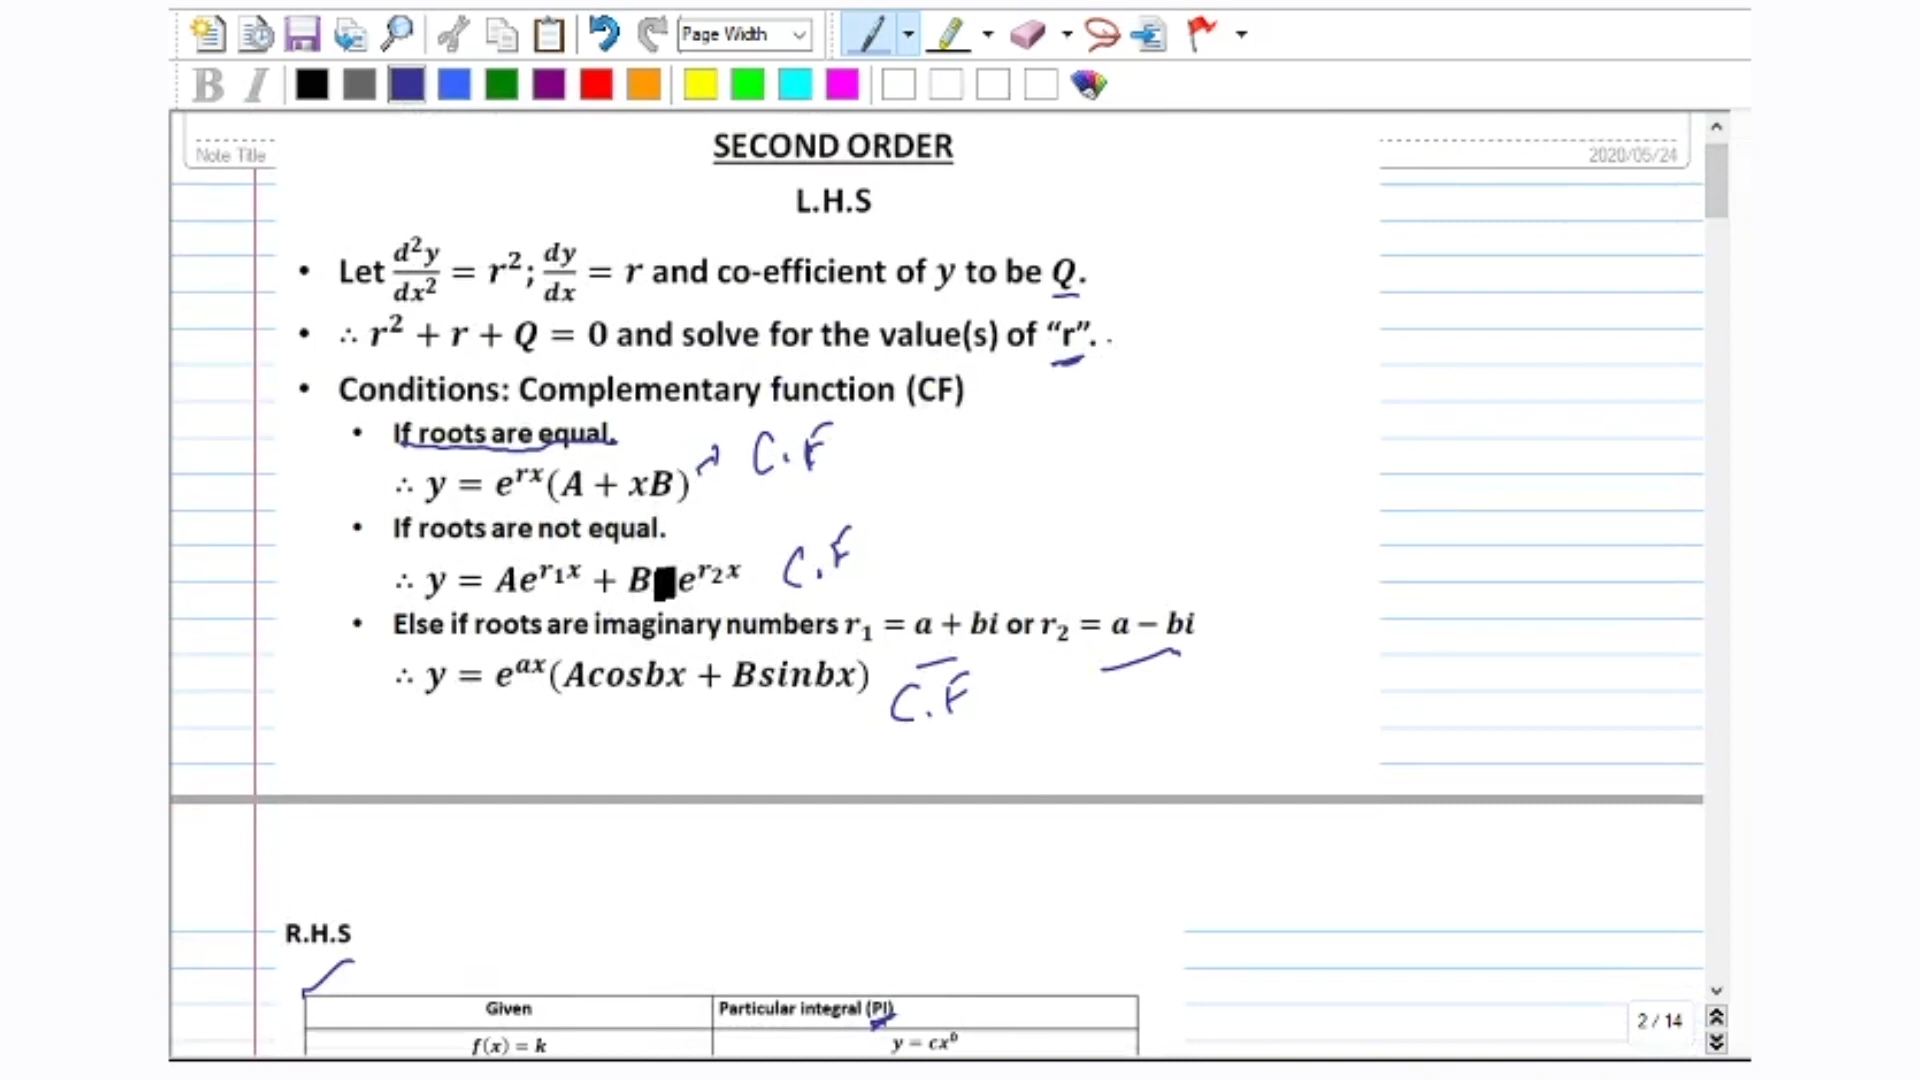 Page Width
B I
Note Title
SECOND ORDER
2020/05/24
L.H.S
• Let d²y/dx² = r²; dy/dx = r and co-efficient of y to be Q.
• ∴ r² + r + Q = 0 and solve for the value(s) of “r”.
• Conditions: Complementary function (CF)
• If roots are equal.
∴ y = e^{rx}(A + xB) C.F
• If roots are not equal.
∴ y = Ae^{r₁x} + B e^{r₂x} C.F
• Else if roots are imaginary numbers r₁ = a + bi or r₂ = a − bi
∴ y = e^{ax}(Acosbx + Bsinbx) C.F
R.H.S
Given Particular integral (PI)
f(x) = k y = cx⁰
2 / 14